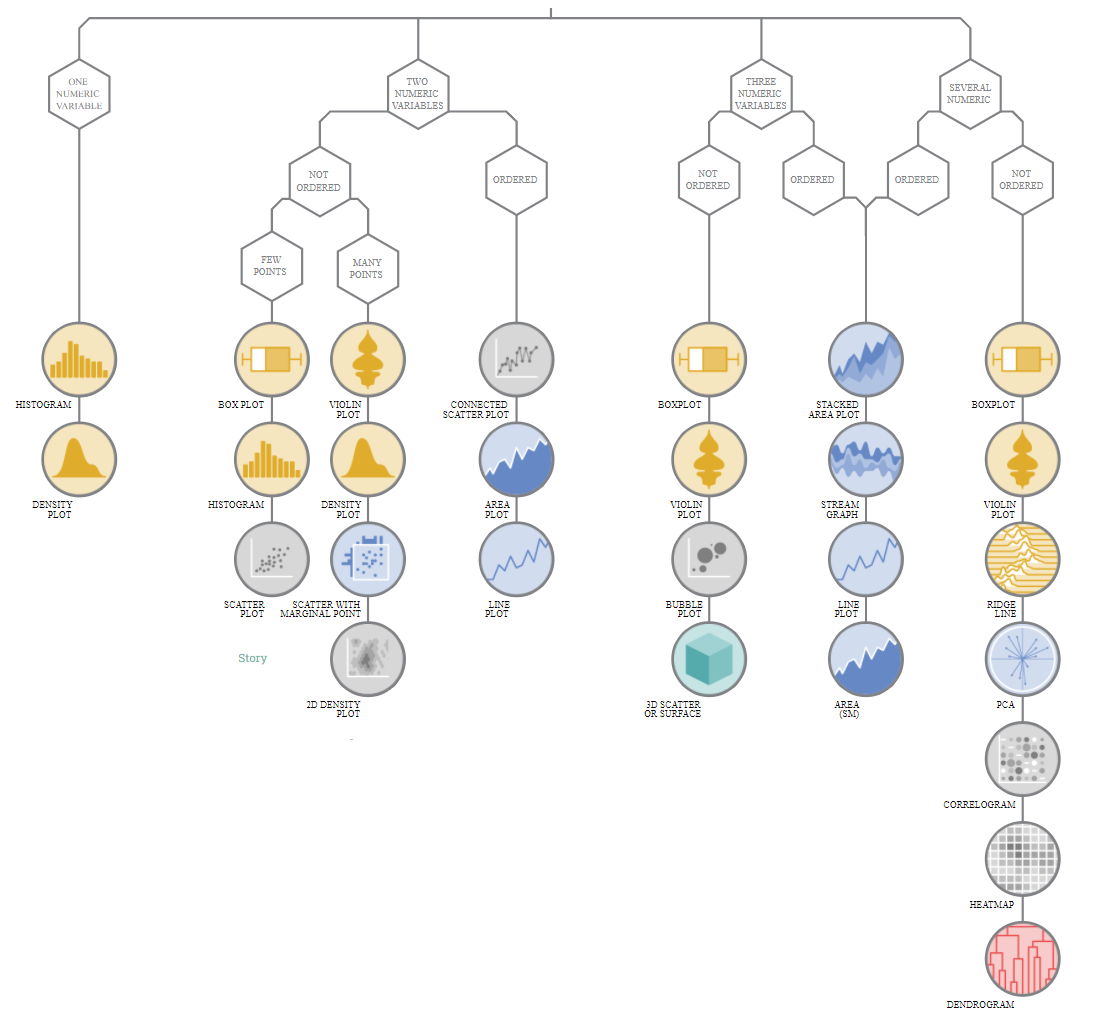 ONE
NUMERIC
VARIABLE
TWO
NUMERIC
VARIABLES
THREE
NUMERIC
VARIABLES
SEVERAL
NUMERIC
NOT
ORDERED
ORDERED
NOT
ORDERED
ORDERED
ORDERED
NOT
ORDERED
FEW
POINTS
MANY
POINTS
HISTOGRAM
BOX PLOT
VIOLIN
PLOT
CONNECTED
SCATTER PLOT
BOXPLOT
STACKED
AREA PLOT
BOXPLOT
DENSITY
PLOT
HISTOGRAM
DENSITY
PLOT
AREA
PLOT
VIOLIN
PLOT
STREAM
GRAPH
VIOLIN
PLOT
SCATTER
PLOT
SCATTER WITH
MARGINAL POINT
LINE
PLOT
BUBBLE
PLOT
LINE
PLOT
RIDGE
LINE
Story
2D DENSITY
PLOT
3D SCATTER
OR SURFACE
AREA
(SM)
PCA
CORRELOGRAM
HEATMAP
DENDROGRAM